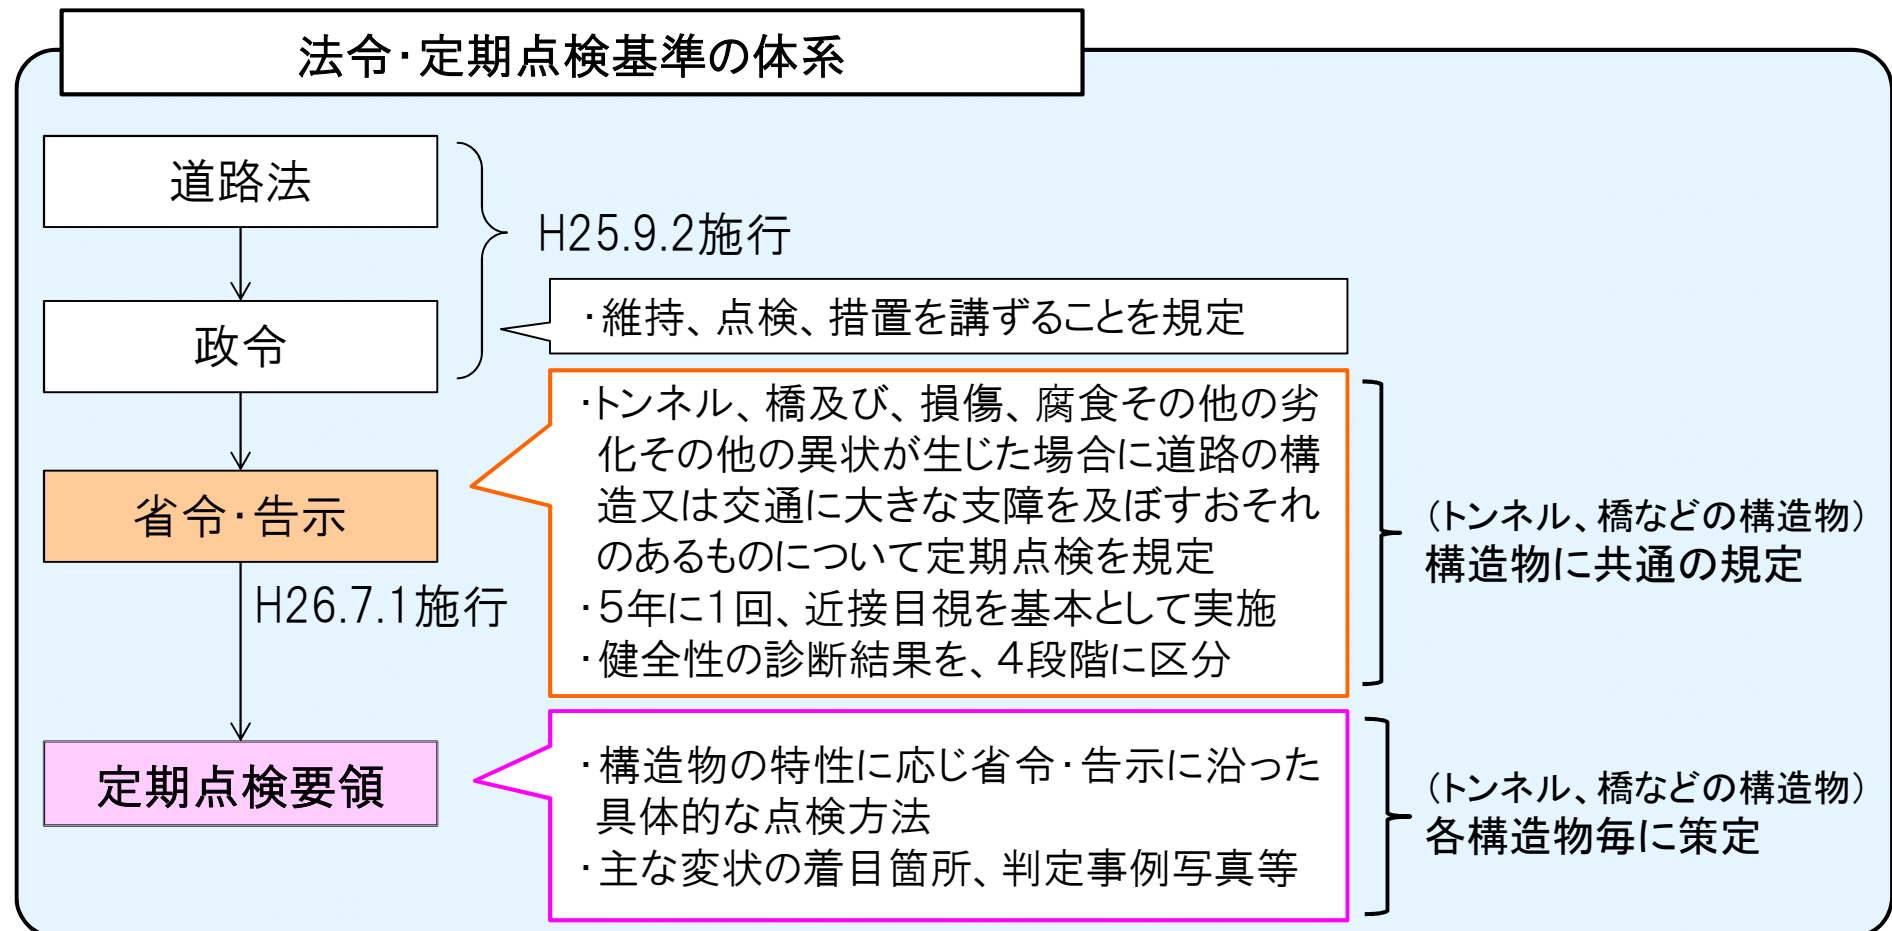 法令・定期点検基準の体系
道路法
H25.9.2施行
政令
・維持、点検、措置を講ずることを規定
省令・告示
H26.7.1施行
・トンネル、橋及び、損傷、腐食その他の劣
化その他の異状が生じた場合に道路の構
造又は交通に大きな支障を及ぼすおそれ
のあるものについて定期点検を規定
・5年に1回、近接目視を基本として実施
・健全性の診断結果を、4段階に区分
（トンネル、橋などの構造物）
構造物に共通の規定
定期点検要領
・構造物の特性に応じ省令・告示に沿った
具体的な点検方法
・主な変状の着目箇所、判定事例写真等
（トンネル、橋などの構造物）
各構造物毎に策定